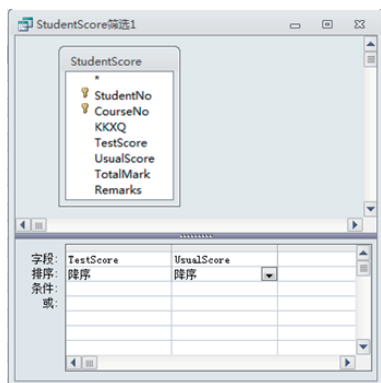 StudentScore筛选1
StudentScore
*
StudentNo
CourseNo
KKXQ
TestScore
UsualScore
TotalMark
Remarks
字段: TestScore UsualScore
排序: 降序 降序
条件:
或: